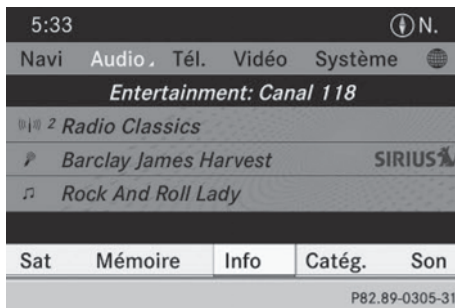 5:33 N.
Navi Audio Tél. Vidéo Système
Entertainment: Canal 118
2 Radio Classics
Barclay James Harvest SIRIUS
Rock And Roll Lady
Sat Mémoire Info Catég. Son
P82.89-0305-31